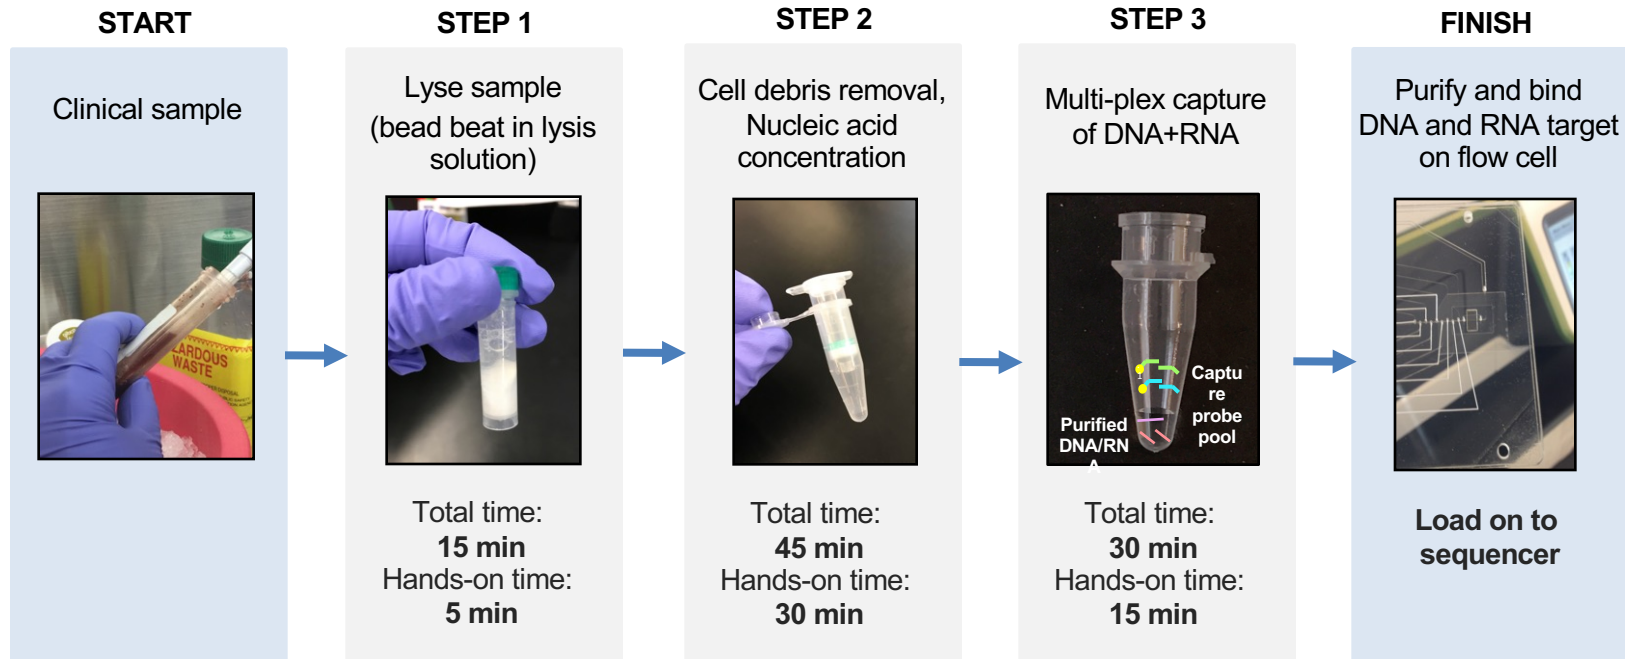 START
Clinical sample
LARDOUS
WASTE
STEP 1
Lyse sample
(bead beat in lysis
solution)
Total time:
15 min
Hands-on time:
5 min
STEP 2
Cell debris removal,
Nucleic acid
concentration
Total time:
45 min
Hands-on time:
30 min
STEP 3
Multi-plex capture
of DNA+RNA
Captu
re
probe
pool
Purified
DNA/RN
A
Total time:
30 min
Hands-on time:
15 min
FINISH
Purify and bind
DNA and RNA target
on flow cell
Load on to
sequencer